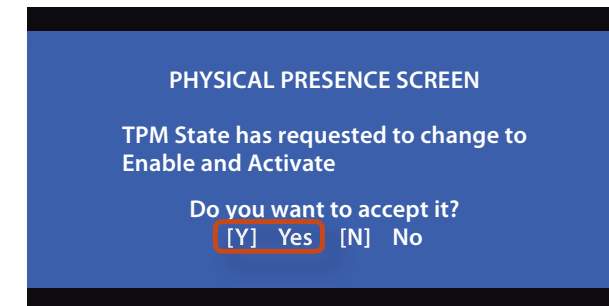 PHYSICAL PRESENCE SCREEN
TPM State has requested to change to
Enable and Activate
Do you want to accept it?
[Y] Yes [N] No